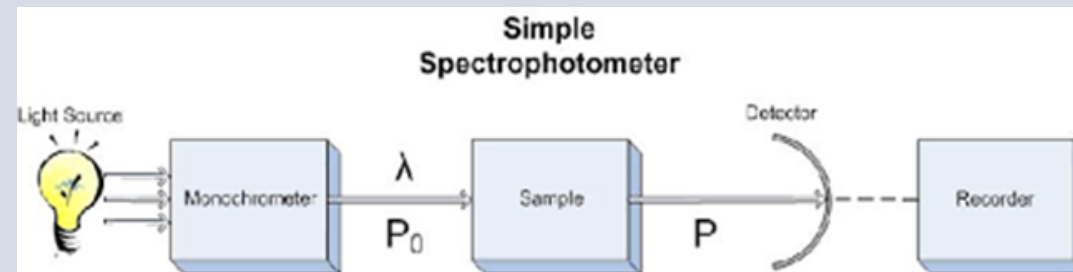 Simple
Spectrophotometer
Light Source
Detector
Monochrometer
λ
P₀
Sample
P
Recorder